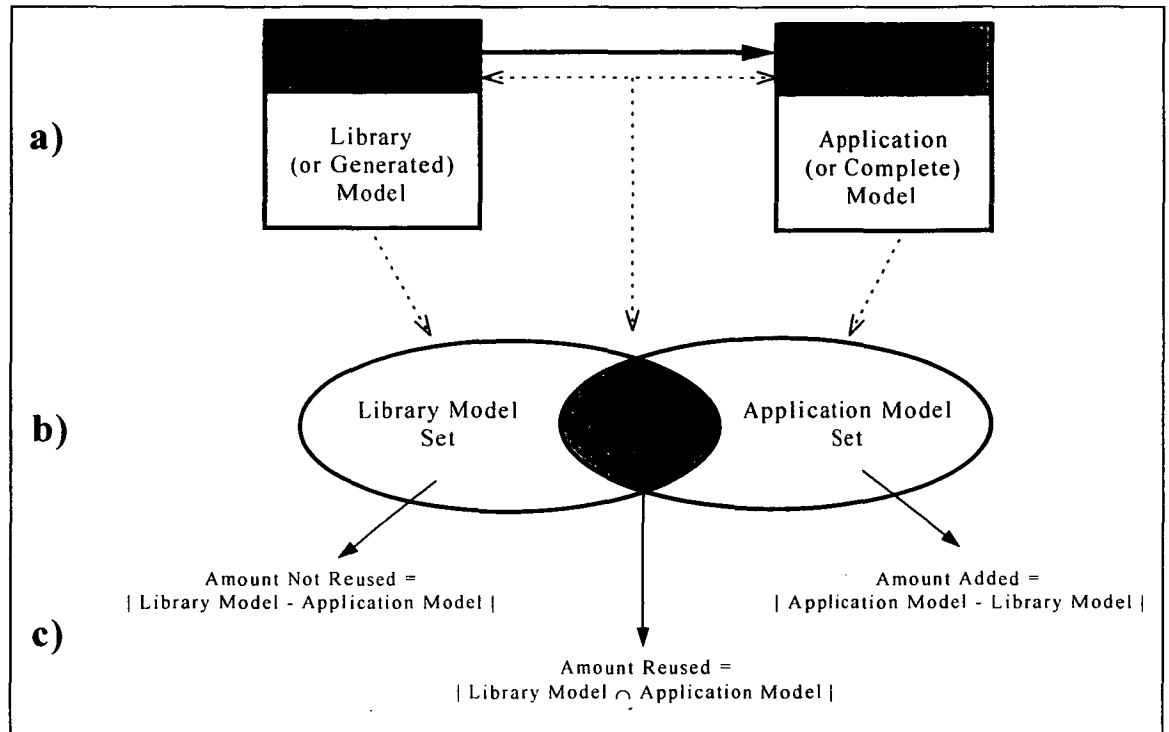 a)
Library
(or Generated)
Model
Application
(or Complete)
Model
b)
Library Model
Set
Application Model
Set
Amount Not Reused =
| Library Model - Application Model |
Amount Added =
| Application Model - Library Model |
c)
Amount Reused =
| Library Model ∩ Application Model |